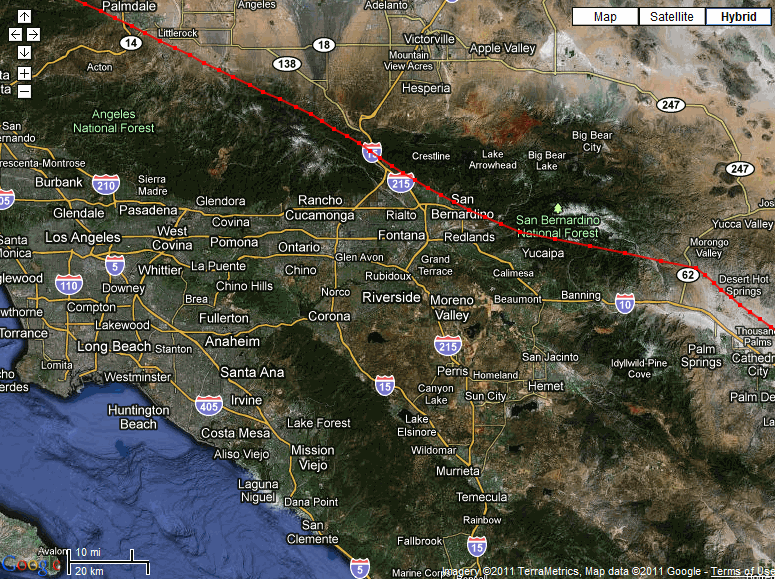 Map
Satellite
Hybrid
Palmdale
Angeles
Adelanto
14
Littlerock
18
Victorville
Apple Valley
138
Mountain
View Acres
Acton
Hesperia
247
Angeles
National Forest
San
Big Bear
City
15
Crestline
Lake
Arrowhead
Big Bear
Lake
247
Burbank
210
Sierra
Madre
215
Glendora
Rancho
Cucamonga
San
Bernardino
Glendale
Pasadena
Covina
Rialto
San Bernardino
National Forest
Yucca Valley
Los Angeles
West
Covina
Pomona
Ontario
Fontana
Redlands
Morongo
Valley
5
Whittier
La Puente
Chino
Glen Avon
Grand
Terrace
Yucaipa
62
Desert Hot
Springs
110
Downey
Brea
Chino Hills
Norco
Rubidoux
Riverside
Calimesa
Beaumont
Banning
10
Compton
Lakewood
Fullerton
Corona
Moreno
Valley
Torrance
Long Beach
Stanton
Anaheim
215
San Jacinto
Palm
Springs
Cathedral
City
Lomita
Westminster
Santa Ana
15
Perris
Homeland
Hemet
Idyllwild-Pine
Cove
Huntington
Beach
405
Irvine
Canyon
Lake
Sun City
Costa Mesa
Lake Forest
Lake
Elsinore
Aliso Viejo
Mission
Viejo
Wildomar
Murrieta
Laguna
Niguel
Dana Point
Temecula
San
Clemente
Rainbow
Fallbrook
15
Avalon
10 mi
20 km
5
Google
Imagery ©2011 TerraMetrics, Map data ©2011 Google - Terms of Use